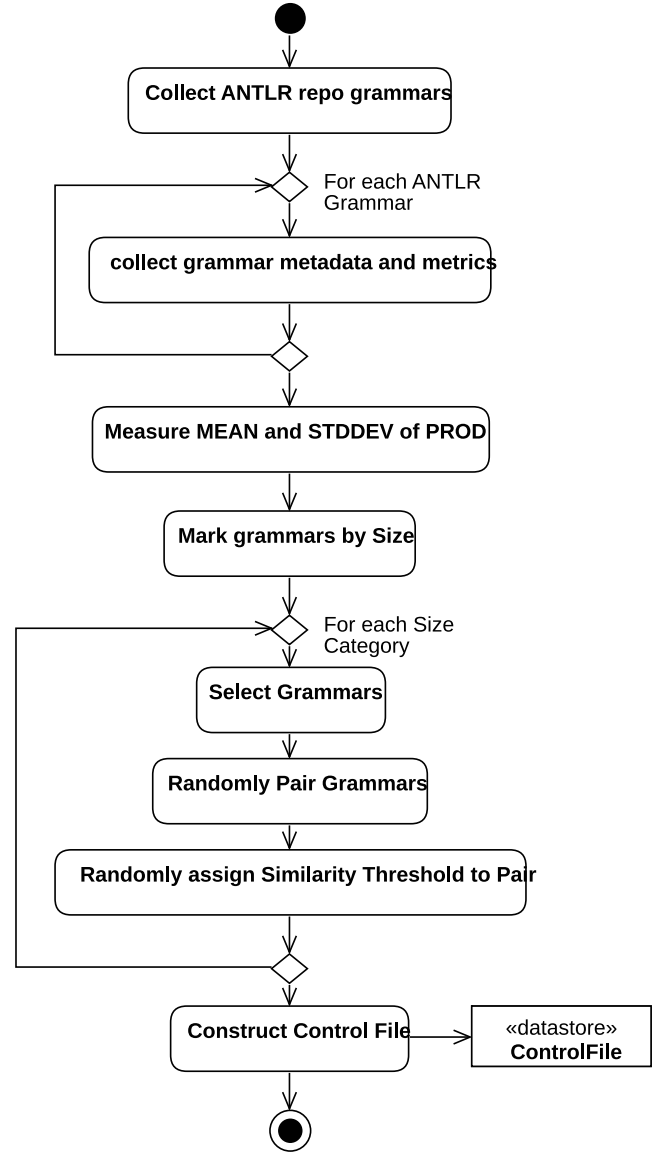 Collect ANTLR repo grammars
For each ANTLR
Grammar
collect grammar metadata and metrics
Measure MEAN and STDDEV of PROD
Mark grammars by Size
For each Size
Category
Select Grammars
Randomly Pair Grammars
Randomly assign Similarity Threshold to Pair
Construct Control File
«datastore»
ControlFile